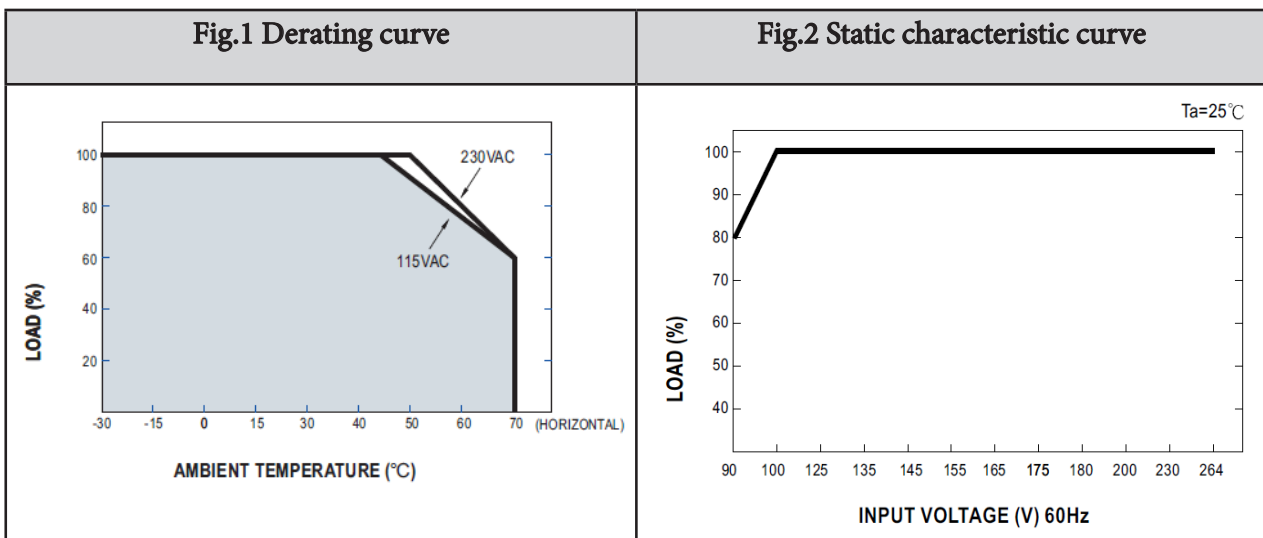 Fig.1 Derating curve
100
80
60
40
20
LOAD (%)
230VAC
115VAC
-30 -15 0 15 30 40 50 60 70 (HORIZONTAL)
AMBIENT TEMPERATURE (℃)
Fig.2 Static characteristic curve
Ta=25℃
100
90
80
70
60
50
40
LOAD (%)
90 100 125 135 145 155 165 175 180 200 230 264
INPUT VOLTAGE (V) 60Hz